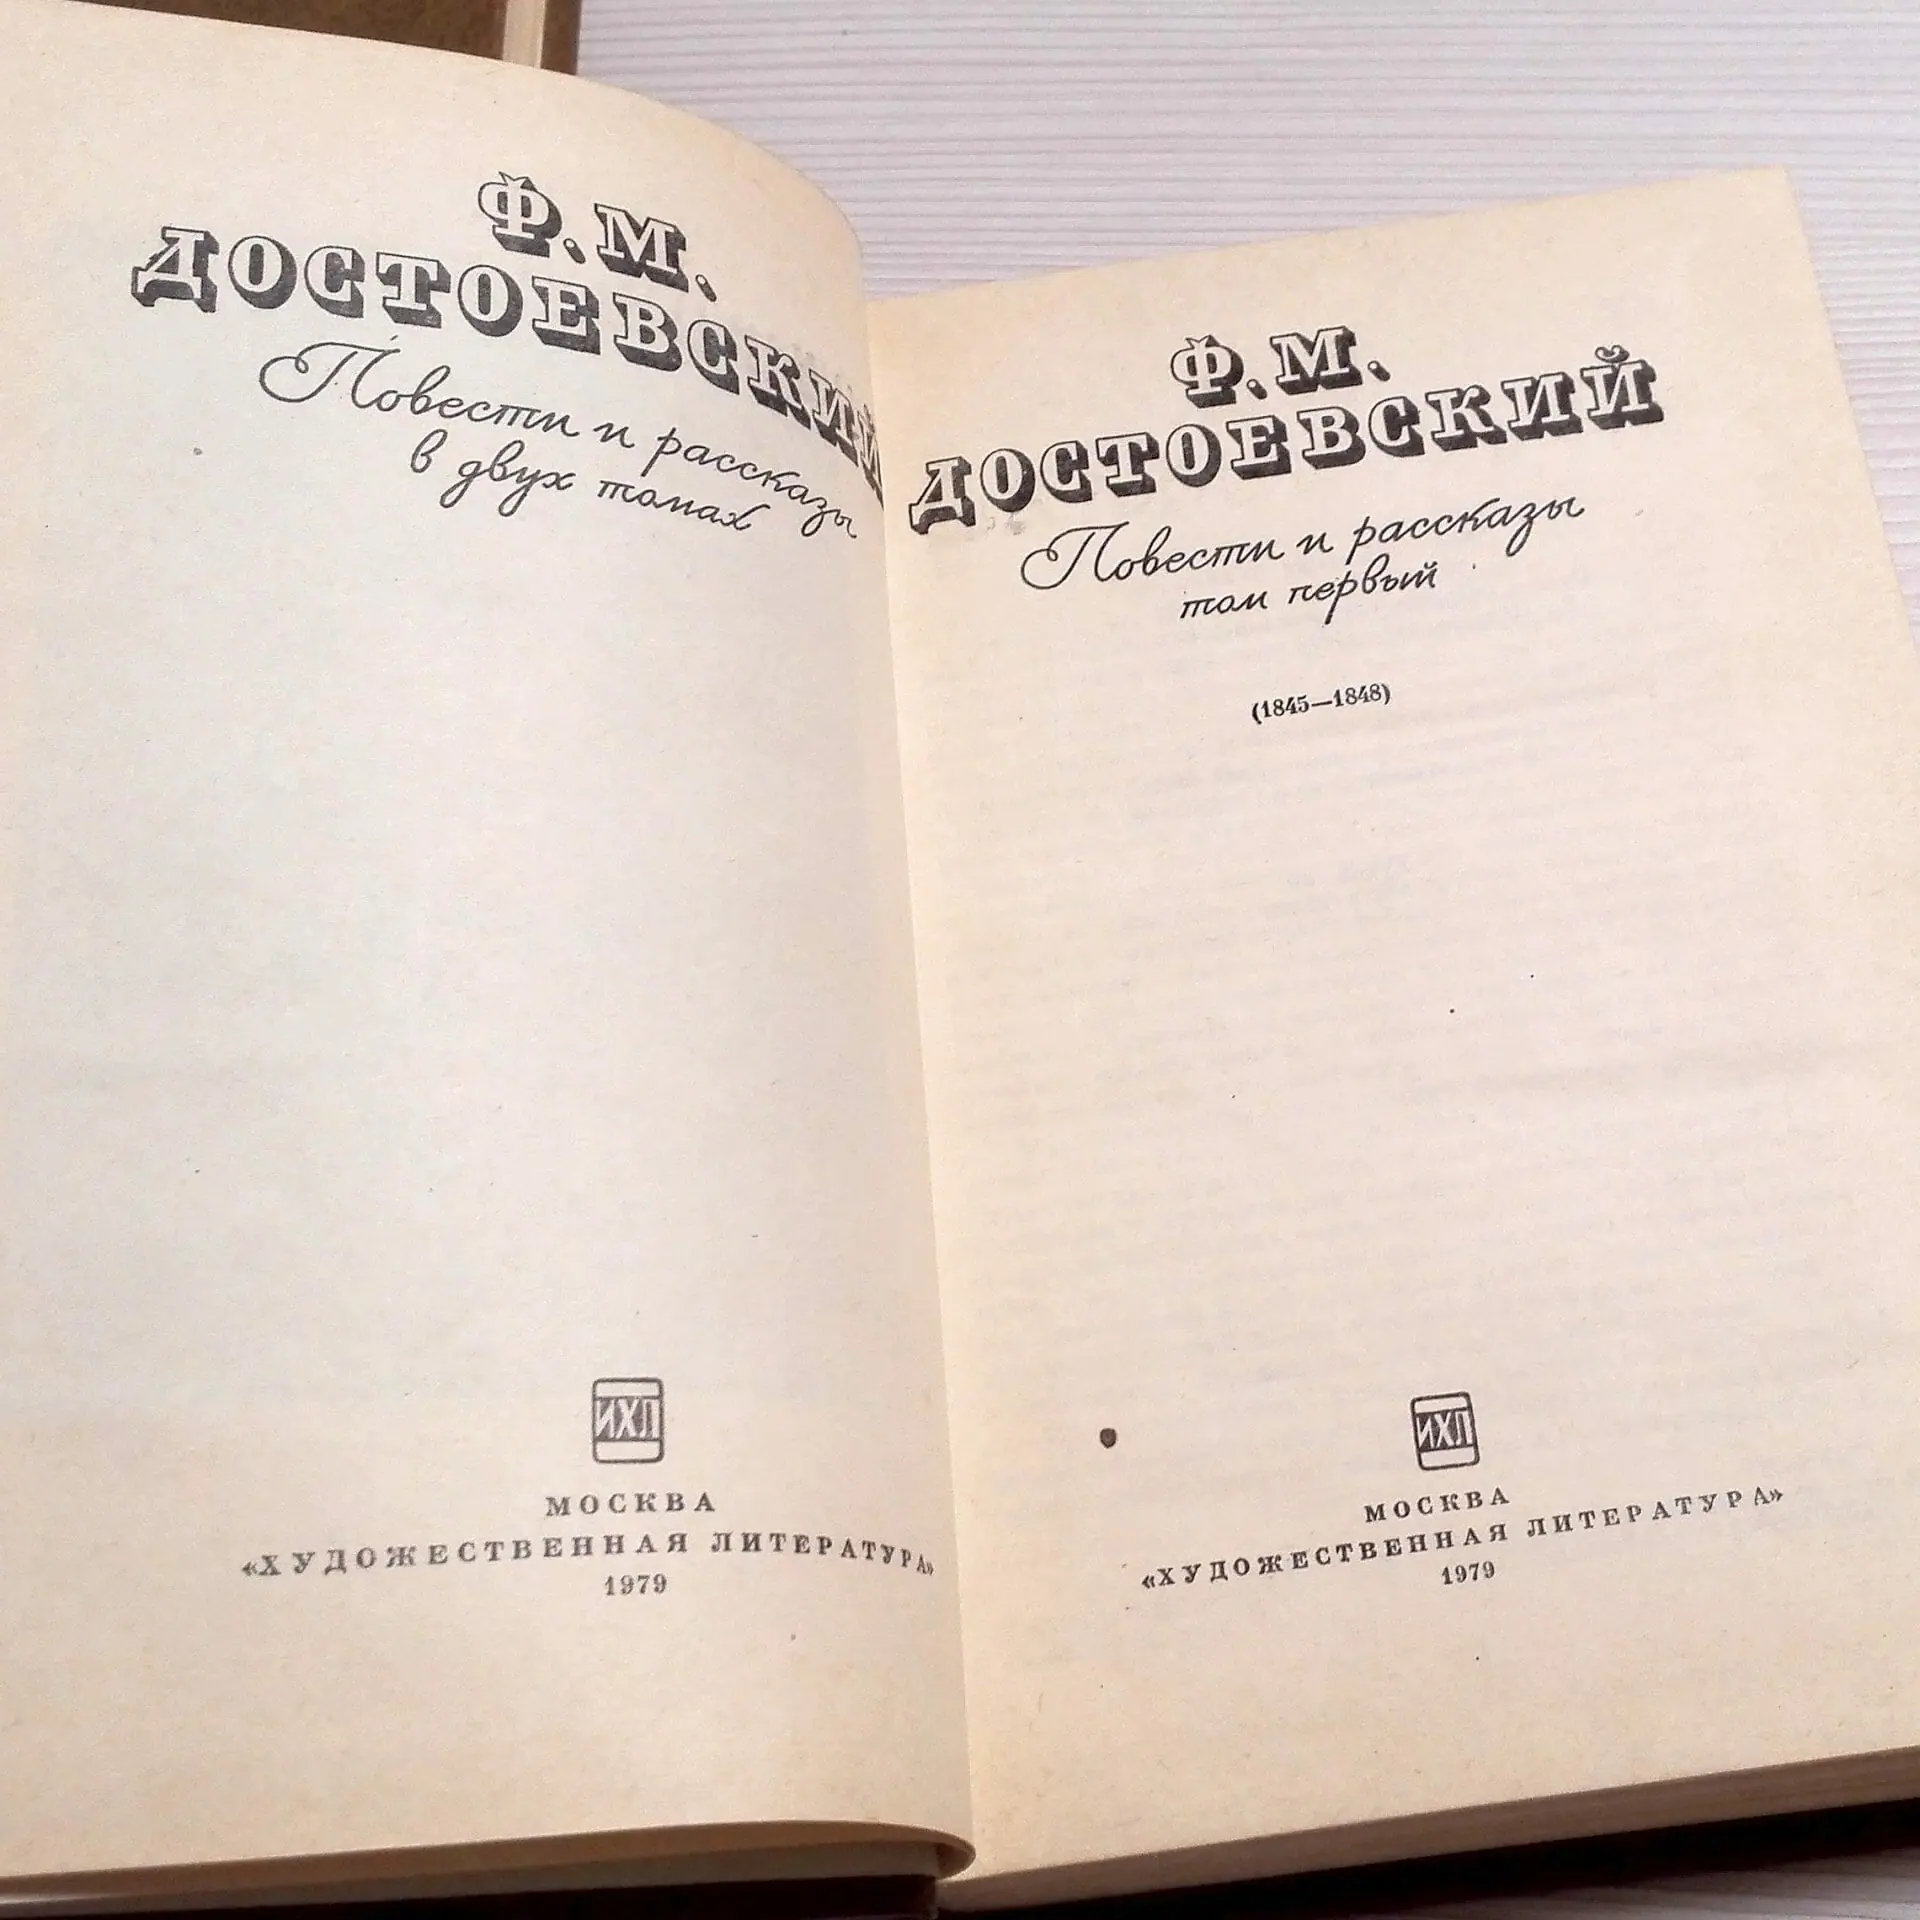 Ф. М.
ДОСТОЕВСКИЙ
Повести и рассказы
в двух томах
ИХЛ
МОСКВА
«ХУДОЖЕСТВЕННАЯ ЛИТЕРАТУРА»
1979
Ф. М.
ДОСТОЕВСКИЙ
Повести и рассказы
том первый
(1845—1848)
ИХЛ
МОСКВА
«ХУДОЖЕСТВЕННАЯ ЛИТЕРАТУРА»
1979